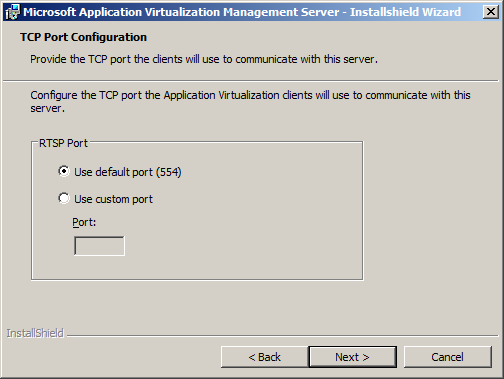 Microsoft Application Virtualization Management Server - Installshield Wizard
TCP Port Configuration
Provide the TCP port the clients will use to communicate with this server.
Configure the TCP port the Application Virtualization clients will use to communicate with this
server.
RTSP Port
Use default port (554)
Use custom port
Port:
InstallShield
< Back
Next >
Cancel